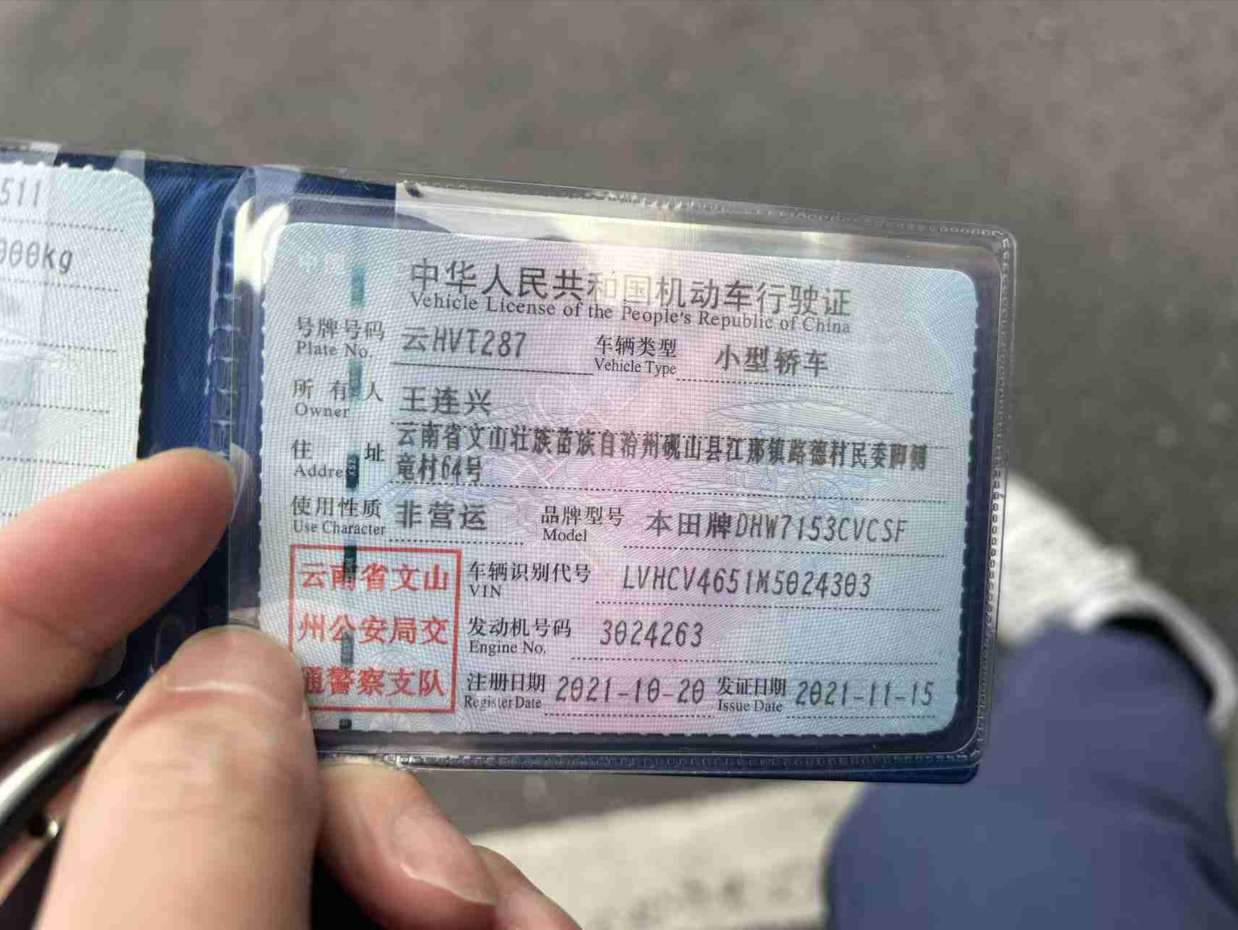 511
000kg
中华人民共和国机动车行驶证
Vehicle License of the People's Republic of China
号牌号码 云HVT287 车辆类型 小型轿车
Plate No. Vehicle Type
所有人 王连兴
Owner
住址 云南省文山壮族苗族自治州砚山县江那镇路德村民委脚侧
Address 竜村64号
使用性质 非营运 品牌型号 本田牌DHW7153CVCSF
Use Character Model
云南省文山
州公安局交
通警察支队
车辆识别代号 LVHCV4651M5024303
VIN
发动机号码 3024263
Engine No.
注册日期 2021-10-20 发证日期 2021-11-15
Register Date Issue Date